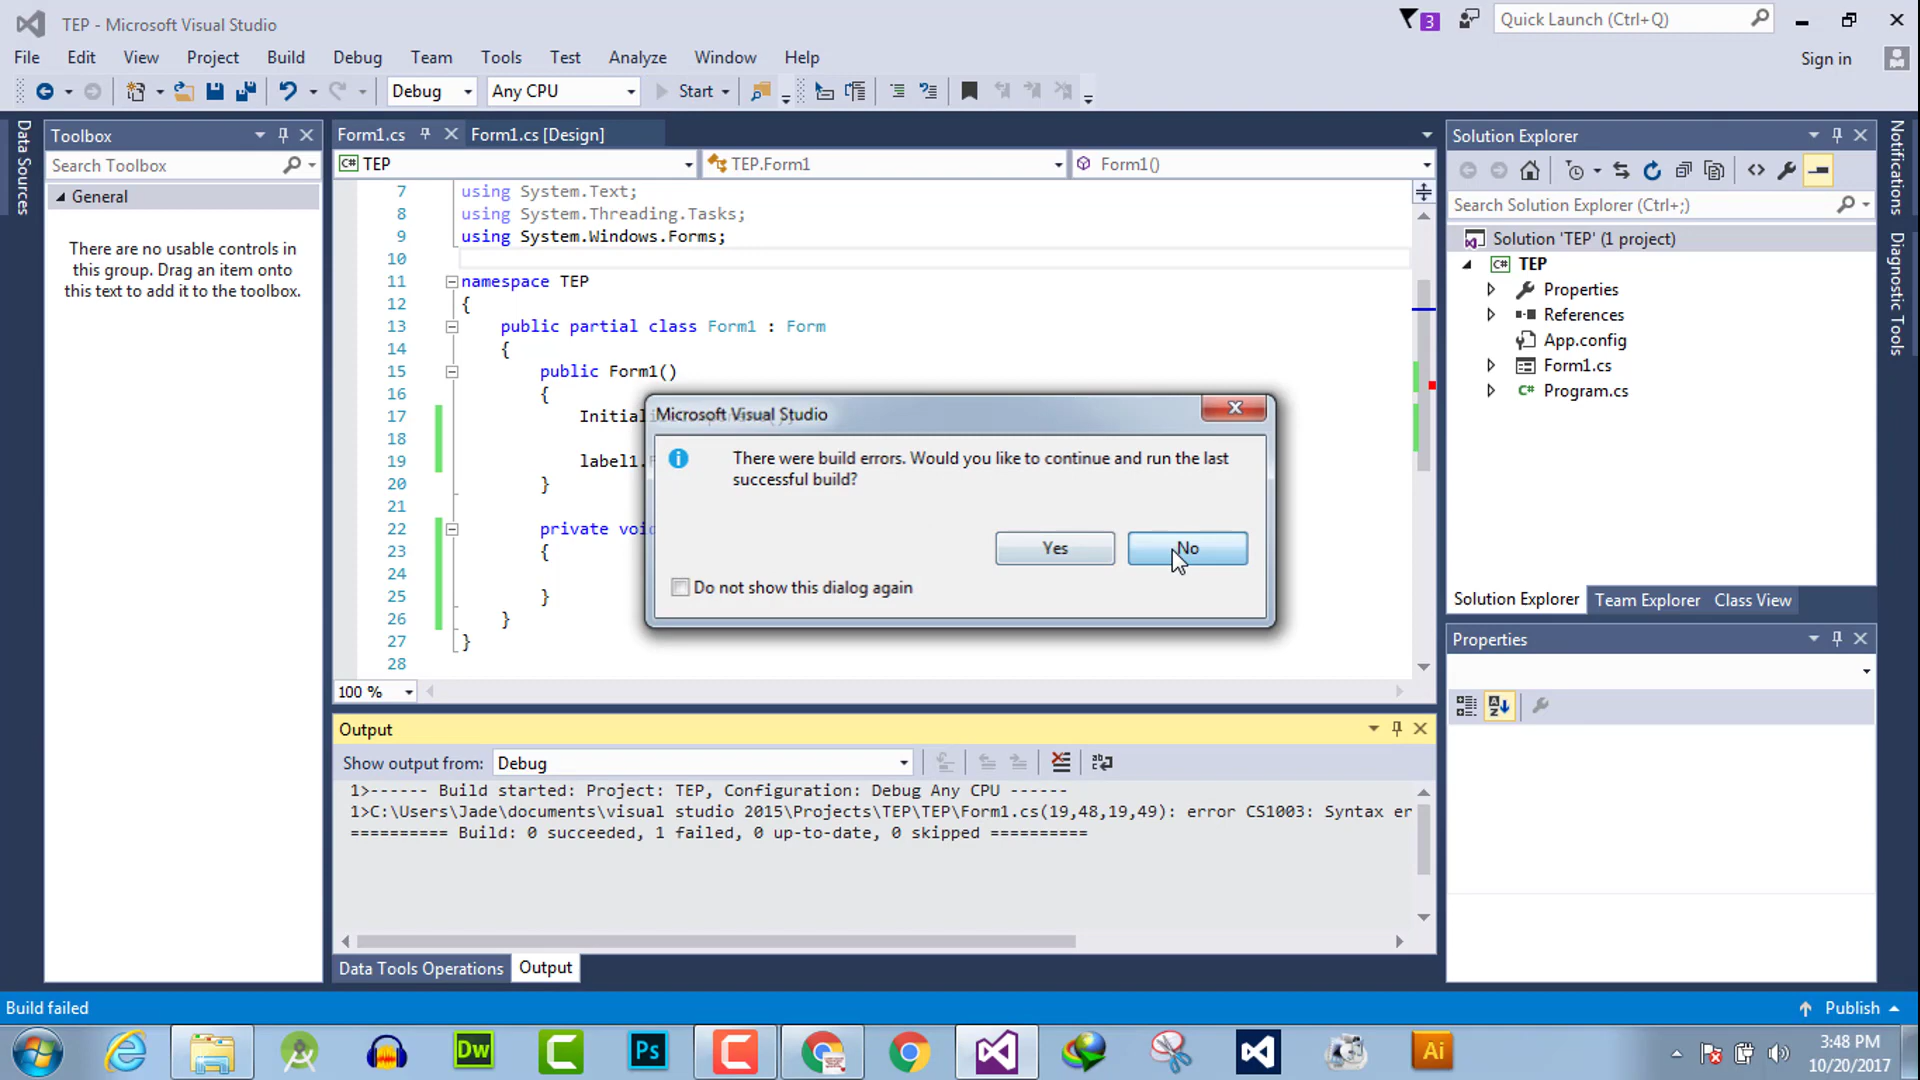 TEP - Microsoft Visual Studio
3
Quick Launch (Ctrl+Q)
File Edit View Project Build Debug Team Tools Test Analyze Window Help
Sign in
Debug Any CPU Start
Data Sources
Toolbox
Search Toolbox
General
There are no usable controls in
this group. Drag an item onto
this text to add it to the toolbox.
Form1.cs Form1.cs [Design]
C# TEP TEP.Form1 Form1()
7 using System.Text;
8 using System.Threading.Tasks;
9 using System.Windows.Forms;
10
11 namespace TEP
12 {
13 public partial class Form1 : Form
14 {
15 public Form1()
16 {
17
18
19 label1.
20 }
21
22 private
23 {
24
25 }
26 }
27 }
28
100 %
Microsoft Visual Studio
There were build errors. Would you like to continue and run the last
successful build?
Yes No
Do not show this dialog again
Output
Show output from: Debug
1>------ Build started: Project: TEP, Configuration: Debug Any CPU ------
1>C:\Users\Jade\documents\visual studio 2015\Projects\TEP\TEP\Form1.cs(19,48,19,49): error CS1003: Syntax er
========== Build: 0 succeeded, 1 failed, 0 up-to-date, 0 skipped ==========
Data Tools Operations Output
Solution Explorer
Search Solution Explorer (Ctrl+;)
Solution 'TEP' (1 project)
C# TEP
Properties
References
App.config
Form1.cs
C# Program.cs
Solution Explorer Team Explorer Class View
Properties
Notifications
Diagnostic Tools
Build failed
Publish
Dw
Ps
Ai
3:48 PM
10/20/2017